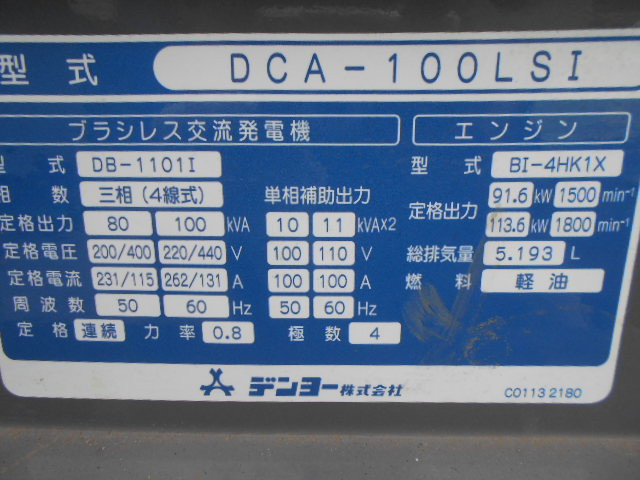 型式 DCA-100LSI
ブラシレス交流発電機
型式 DB-1101I
相数 三相(4線式) 単相補助出力
定格出力 80 100 kVA 10 11 kVA×2
定格電圧 200/400 220/440 V 100 110 V
定格電流 231/115 262/131 A 100 100 A
周波数 50 60 Hz 50 60 Hz
定格 連続 力率 0.8 極数 4
エンジン
型式 BI-4HK1X
定格出力 91.6 kW 1500 min⁻¹
113.6 kW 1800 min⁻¹
総排気量 5.193 L
燃料 軽油
デンヨー株式会社
C0113 2180